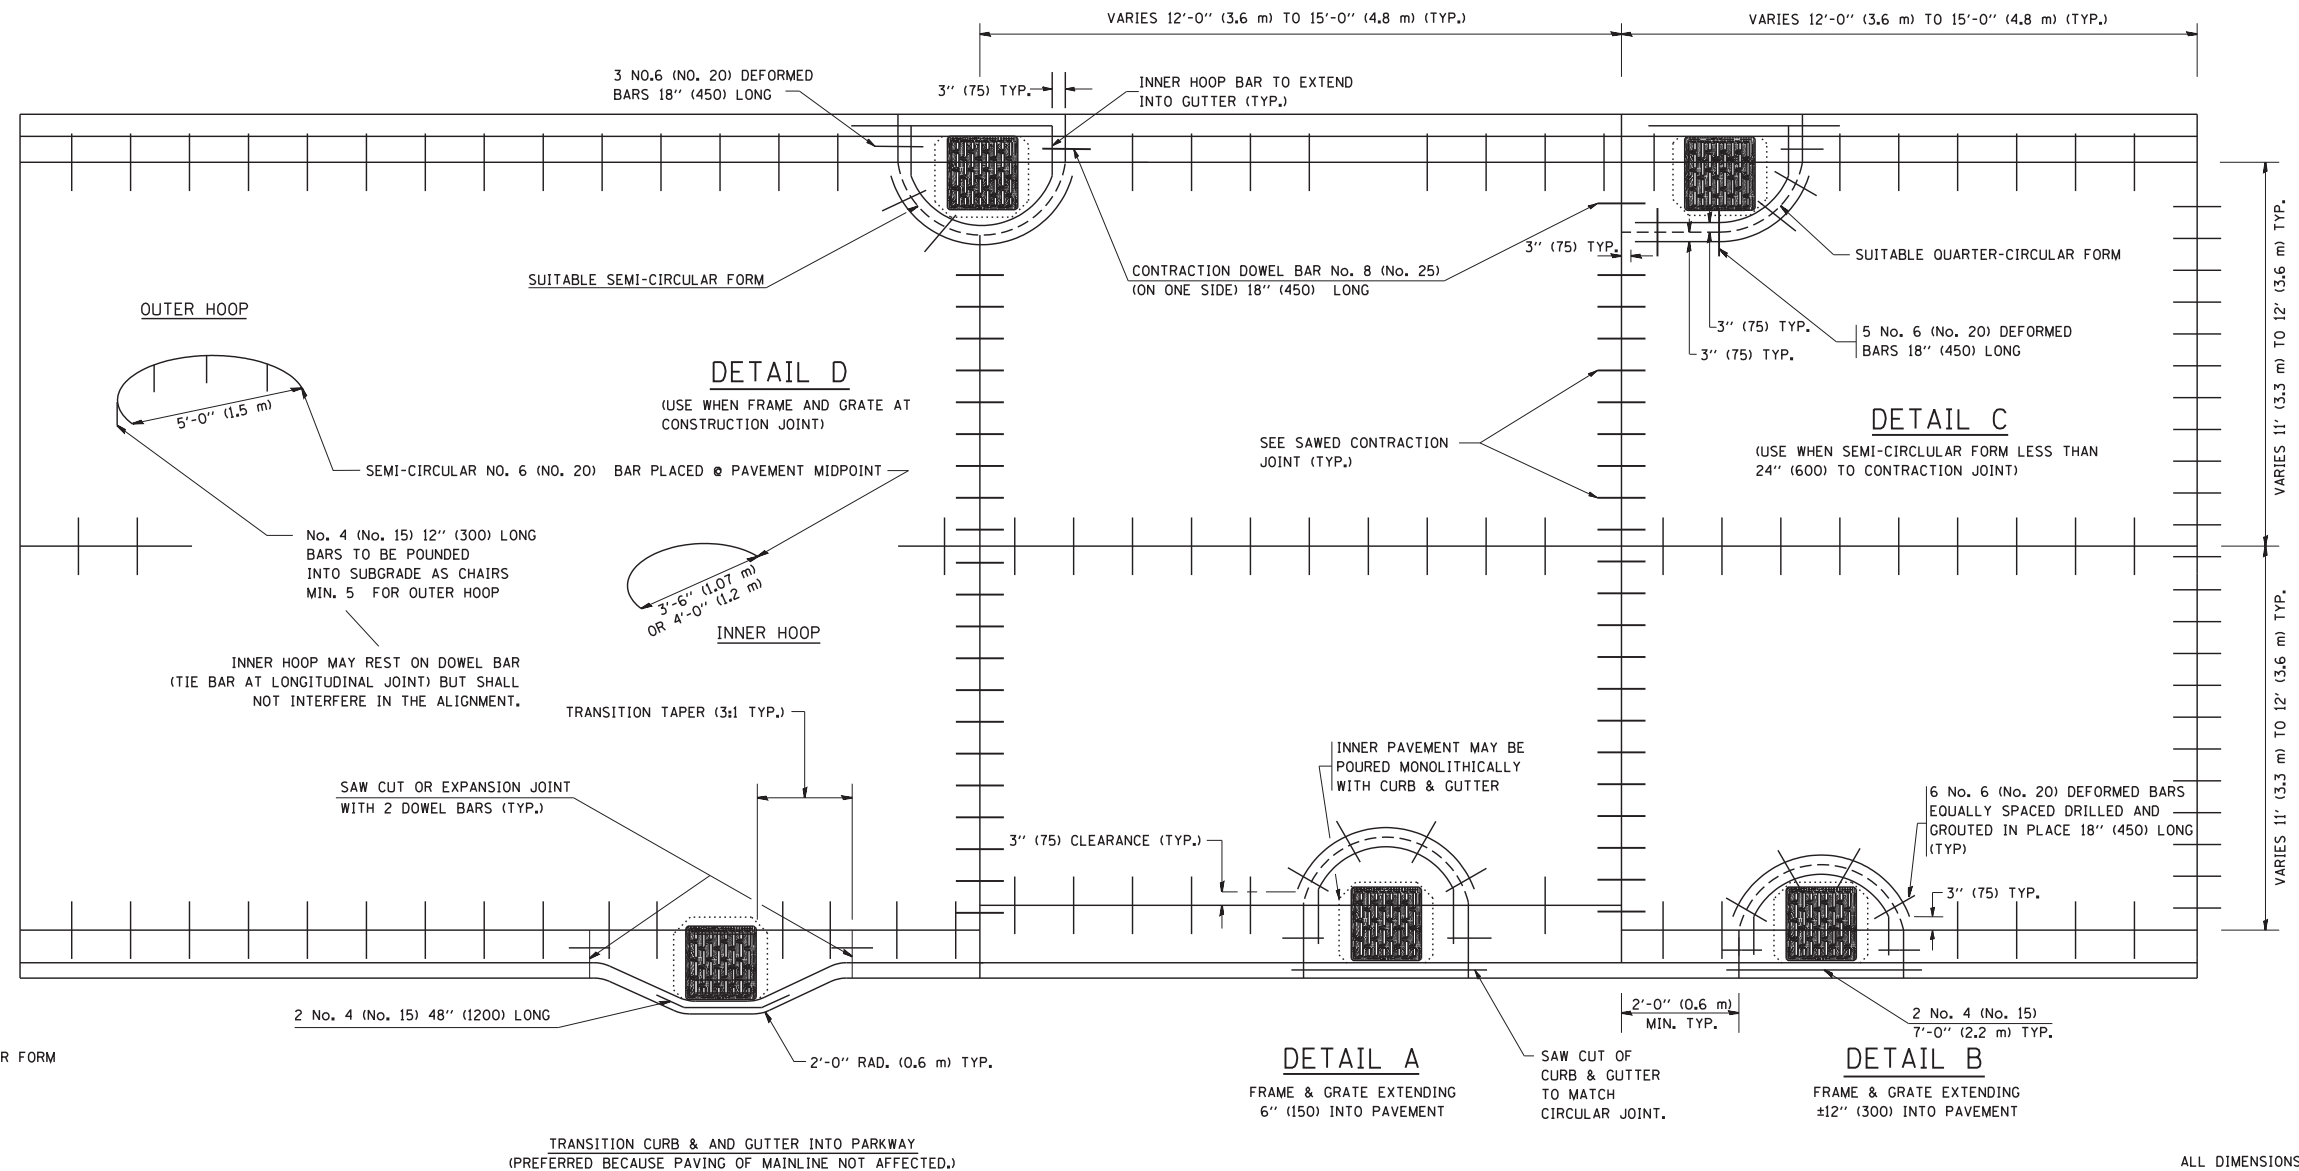 VARIES 12'-0" (3.6 m) TO 15'-0" (4.8 m) (TYP.)
VARIES 12'-0" (3.6 m) TO 15'-0" (4.8 m) (TYP.)
3 NO.6 (NO. 20) DEFORMED
BARS 18" (450) LONG
3" (75) TYP.
INNER HOOP BAR TO EXTEND
INTO GUTTER (TYP.)
SUITABLE SEMI-CIRCULAR FORM
CONTRACTION DOWEL BAR No. 8 (No. 25)
(ON ONE SIDE) 18" (450) LONG
3" (75) TYP.
SUITABLE QUARTER-CIRCULAR FORM
3" (75) TYP.
3" (75) TYP.
5 No. 6 (No. 20) DEFORMED
BARS 18" (450) LONG
VARIES 11' (3.3 m) TO 12' (3.6 m) TYP.
OUTER HOOP
5'-0" (1.5 m)
DETAIL D
(USE WHEN FRAME AND GRATE AT
CONSTRUCTION JOINT)
SEMI-CIRCULAR NO. 6 (NO. 20) BAR PLACED @ PAVEMENT MIDPOINT
SEE SAWED CONTRACTION
JOINT (TYP.)
DETAIL C
(USE WHEN SEMI-CIRCLULAR FORM LESS THAN
24" (600) TO CONTRACTION JOINT)
No. 4 (No. 15) 12" (300) LONG
BARS TO BE POUNDED
INTO SUBGRADE AS CHAIRS
MIN. 5 FOR OUTER HOOP
3'-6" (1.07 m)
OR 4'-0" (1.2 m)
INNER HOOP
INNER HOOP MAY REST ON DOWEL BAR
(TIE BAR AT LONGITUDINAL JOINT) BUT SHALL
NOT INTERFERE IN THE ALIGNMENT.
TRANSITION TAPER (3:1 TYP.)
SAW CUT OR EXPANSION JOINT
WITH 2 DOWEL BARS (TYP.)
INNER PAVEMENT MAY BE
POURED MONOLITHICALLY
WITH CURB & GUTTER
3" (75) CLEARANCE (TYP.)
6 No. 6 (No. 20) DEFORMED BARS
EQUALLY SPACED DRILLED AND
GROUTED IN PLACE 18" (450) LONG
(TYP)
3" (75) TYP.
VARIES 11' (3.3 m) TO 12' (3.6 m) TYP.
2 No. 4 (No. 15) 48" (1200) LONG
2'-0" RAD. (0.6 m) TYP.
2'-0" (0.6 m)
MIN. TYP.
2 No. 4 (No. 15)
7'-0" (2.2 m) TYP.
R FORM
DETAIL A
FRAME & GRATE EXTENDING
6" (150) INTO PAVEMENT
SAW CUT OF
CURB & GUTTER
TO MATCH
CIRCULAR JOINT.
DETAIL B
FRAME & GRATE EXTENDING
±12" (300) INTO PAVEMENT
TRANSITION CURB & AND GUTTER INTO PARKWAY
(PREFERRED BECAUSE PAVING OF MAINLINE NOT AFFECTED.)
ALL DIMENSIONS